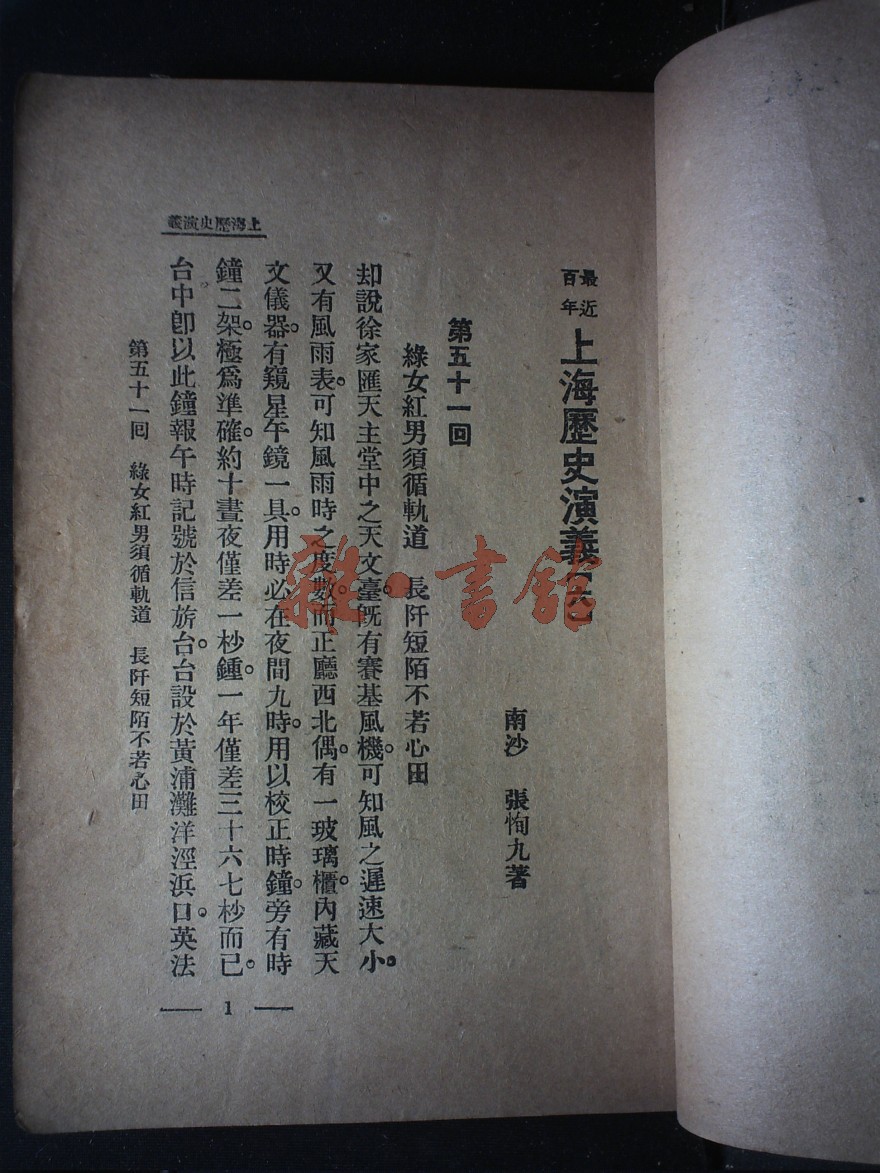 最近百年 上海歷史演義【六】
南沙 張恂九著
第五十一回
綠女紅男須循軌道 長阡短陌不若心田
却說徐家匯天主堂中之天文臺。旣有賽基風機。可知風之遲速大小。
又有風雨表。可知風雨時之度數。而正廳西北偶。有一玻璃櫃。內藏天
文儀器。有窺星午鏡一具。用時必在夜間九時。用以校正時鐘。旁有時
鐘二架。極爲準確。約十晝夜僅差一秒鍾。一年僅差三十六七秒而已。
台中卽以此鐘報午時記號於信旂台。台設於黃浦灘洋涇浜口。英法
第五十一回 綠女紅男須循軌道 長阡短陌不若心田
上海歷史演義
1
雜·書館